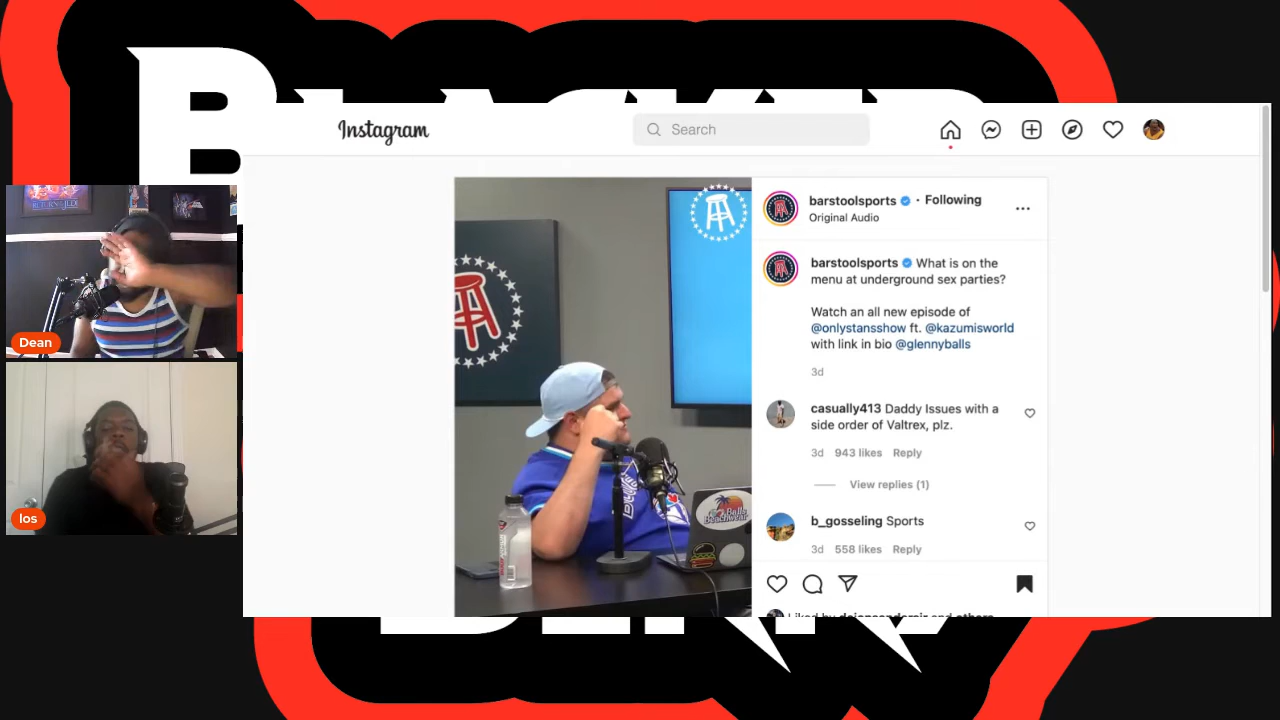 Instagram
Search
barstoolsports • Following
Original Audio
barstoolsports What is on the
menu at underground sex parties?
Watch an all new episode of
@onlystansshow ft. @kazumisworld
with link in bio @glennyballs
3d
casually413 Daddy Issues with a
side order of Valtrex, plz.
3d 943 likes Reply
View replies (1)
b_gosseling Sports
3d 558 likes Reply
Dean
los